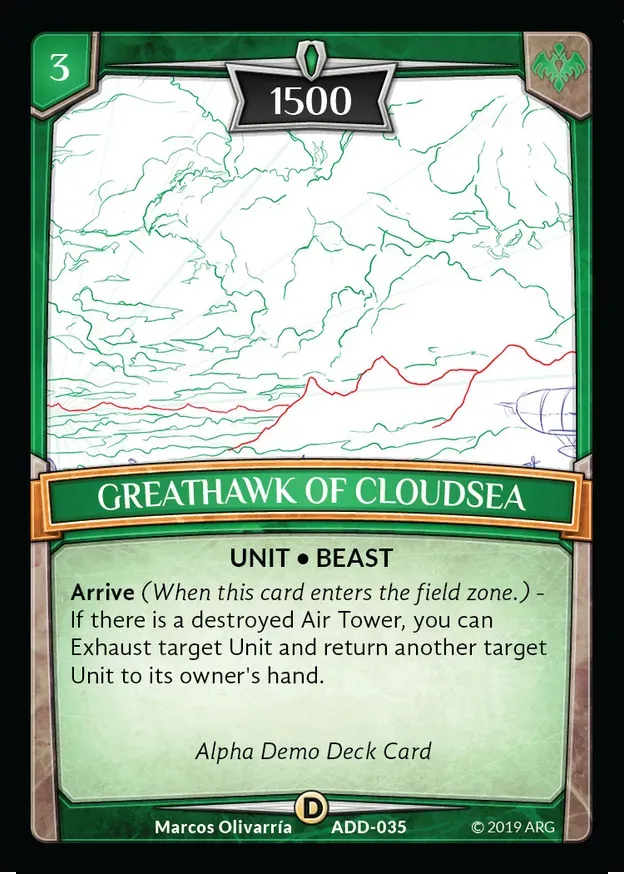 3
1500
GREATHAWK OF CLOUDSEA
UNIT • BEAST
Arrive (When this card enters the field zone.) -
If there is a destroyed Air Tower, you can
Exhaust target Unit and return another target
Unit to its owner's hand.
Alpha Demo Deck Card
D
Marcos Olivarría ADD-035 © 2019 ARG